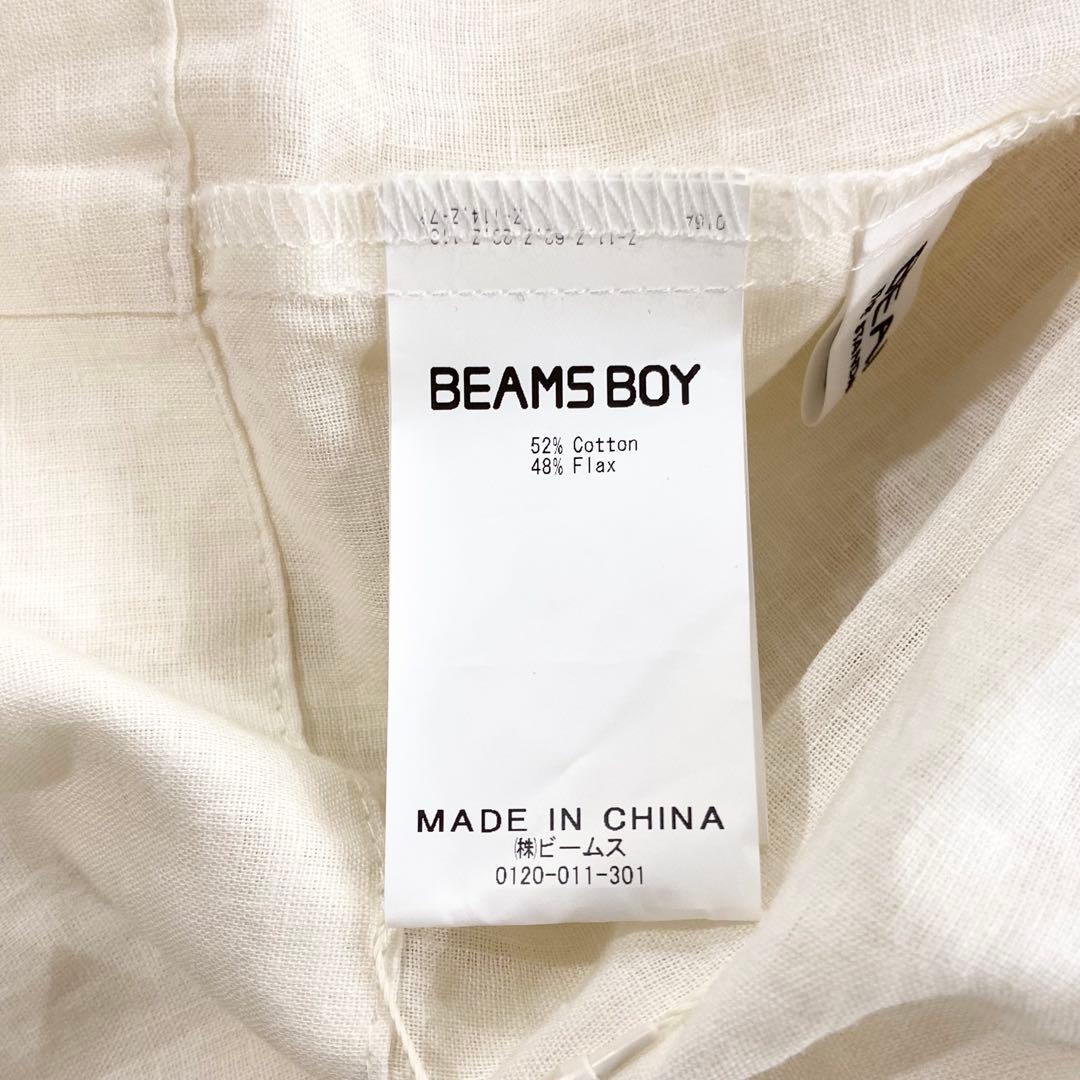 BEAMS BOY
52% Cotton
48% Flax
MADE IN CHINA
㈱ビームス
0120-011-301